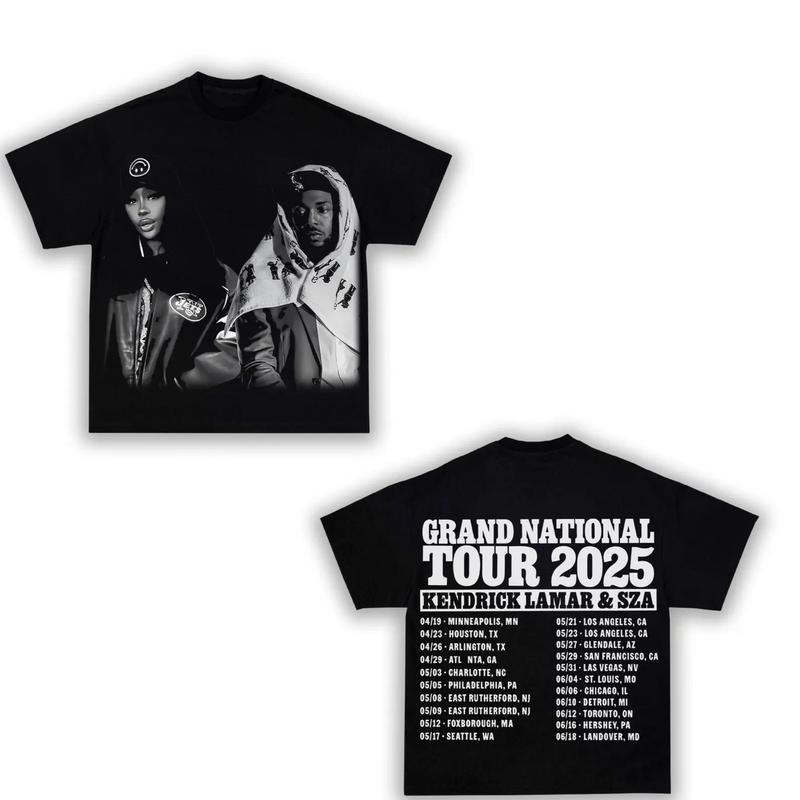 JETS
GRAND NATIONAL
TOUR 2025
KENDRICK LAMAR & SZA
04/19 · MINNEAPOLIS, MN
04/23 · HOUSTON, TX
04/26 · ARLINGTON, TX
04/29 · ATL NTA, GA
05/03 · CHARLOTTE, NC
05/05 · PHILADELPHIA, PA
05/08 · EAST RUTHERFORD, NJ
05/09 · EAST RUTHERFORD, NJ
05/12 · FOXBOROUGH, MA
05/17 · SEATTLE, WA
05/21 · LOS ANGELES, CA
05/23 · LOS ANGELES, CA
05/27 · GLENDALE, AZ
05/29 · SAN FRANCISCO, CA
05/31 · LAS VEGAS, NV
06/04 · ST. LOUIS, MO
06/06 · CHICAGO, IL
06/10 · DETROIT, MI
06/12 · TORONTO, ON
06/16 · HERSHEY, PA
06/18 · LANDOVER, MD